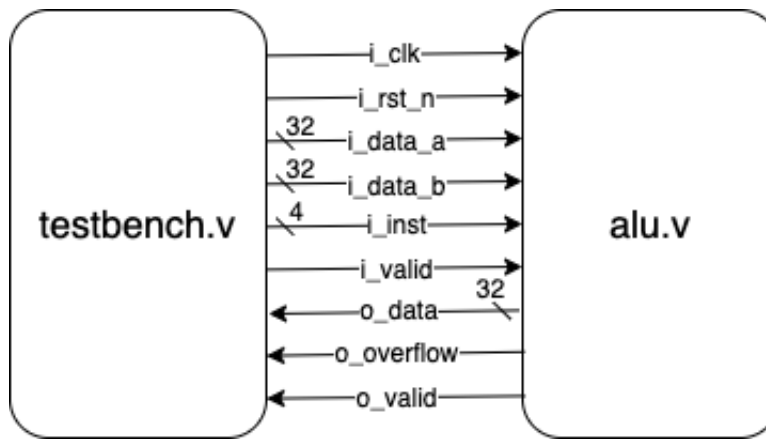 i_clk
i_rst_n
32
i_data_a
32
i_data_b
testbench.v
4
i_inst
alu.v
i_valid
32
o_data
o_overflow
o_valid